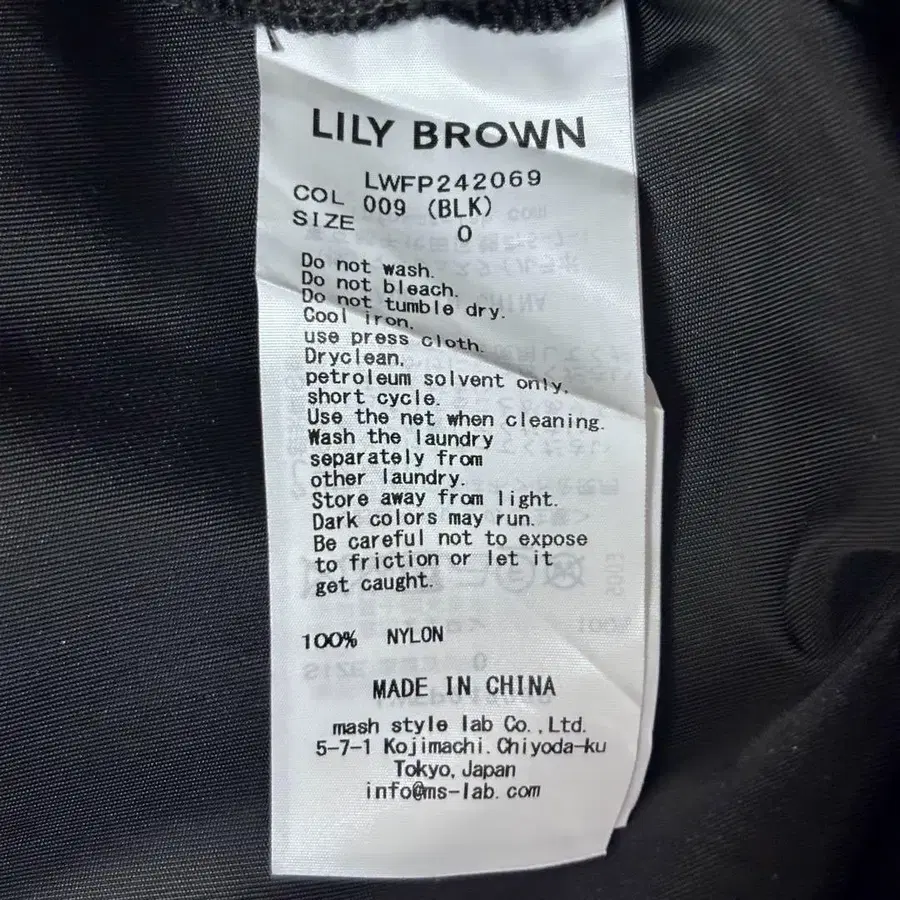 LILY BROWN
LWFP242069
COL 009 (BLK)
SIZE 0
Do not wash.
Do not bleach.
Do not tumble dry.
Cool iron.
use press cloth.
Dryclean.
petroleum solvent only.
short cycle.
Use the net when cleaning.
Wash the laundry
separately from
other laundry.
Store away from light.
Dark colors may run.
Be careful not to expose
to friction or let it
get caught.
100% NYLON
MADE IN CHINA
mash style lab Co.,Ltd.
5-7-1 Kojimachi.Chiyoda-ku
Tokyo,Japan
info@ms-lab.com